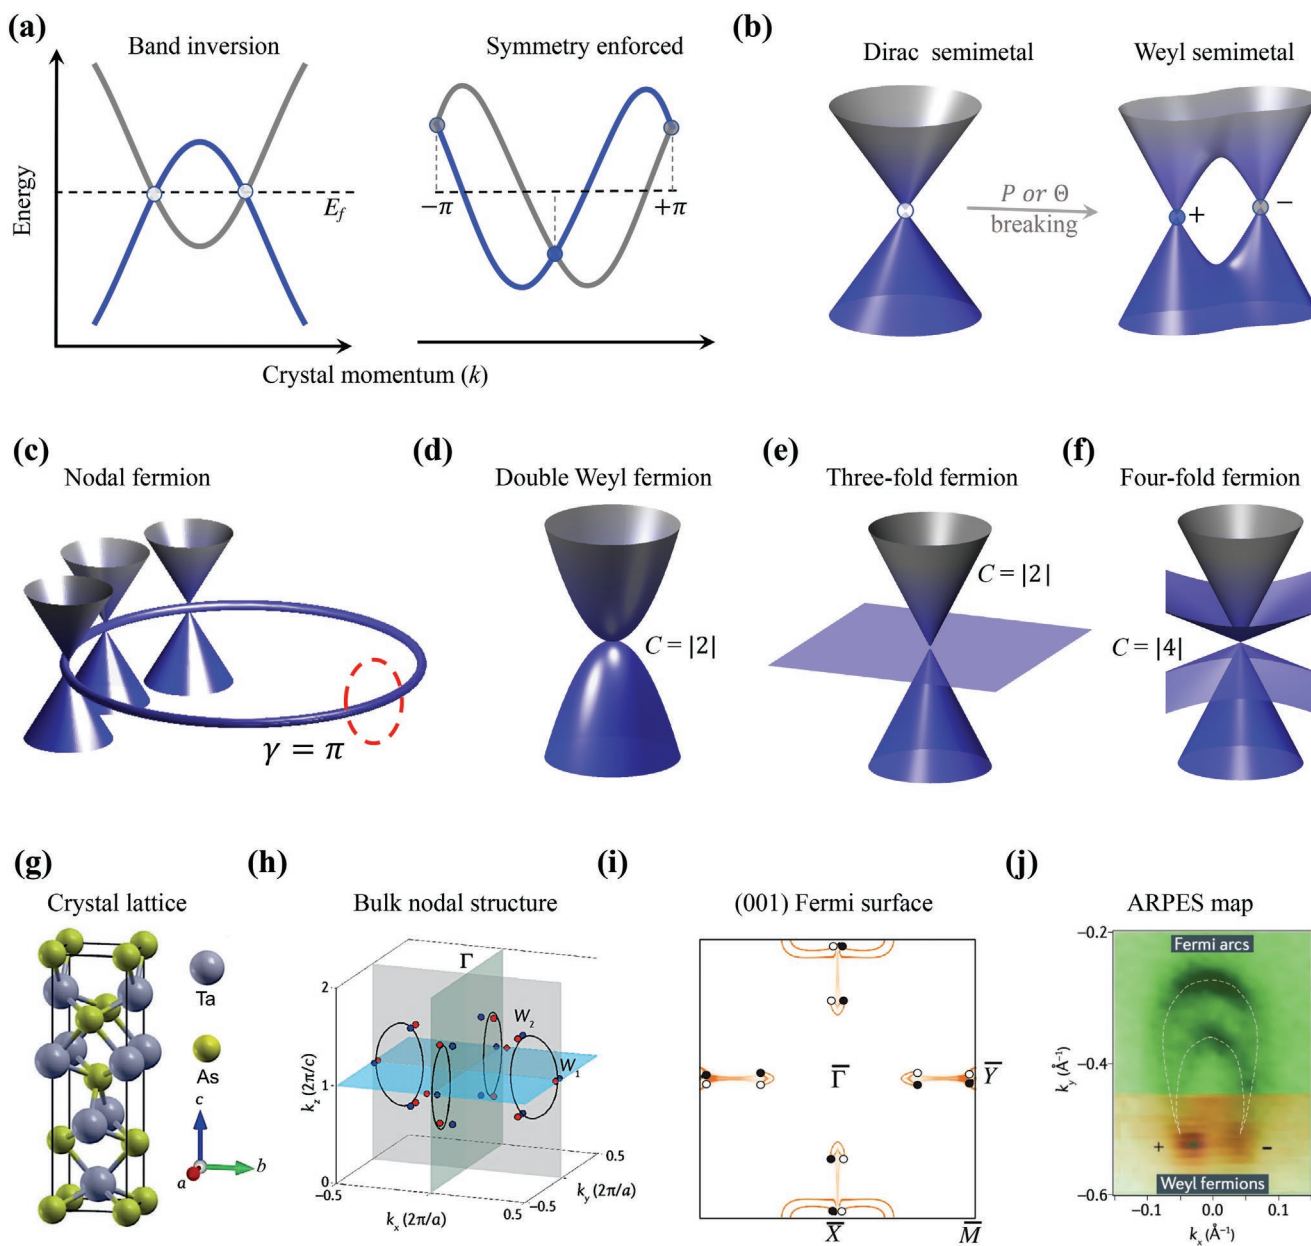 (a)
Band inversion
Symmetry enforced
Energy
E_f
−π
+π
Crystal momentum (k)
(b)
Dirac semimetal
Weyl semimetal
P or Θ
breaking
+
−
(c)
Nodal fermion
γ = π
(d)
Double Weyl fermion
C = |2|
(e)
Three-fold fermion
C = |2|
(f)
Four-fold fermion
C = |4|
(g)
Crystal lattice
Ta
As
c
a
b
(h)
Bulk nodal structure
Γ
2
W₂
W₁
k_z (2π/c)
1
0
−0.5
k_x (2π/a)
0.5
−0.5
k_y (2π/a)
0.5
(i)
(001) Fermi surface
Γ̅
Y̅
X̅
M̅
(j)
ARPES map
−0.2
Fermi arcs
k_y (Å⁻¹)
−0.4
+
−
Weyl fermions
−0.6
−0.1
0.0
0.1
k_x (Å⁻¹)